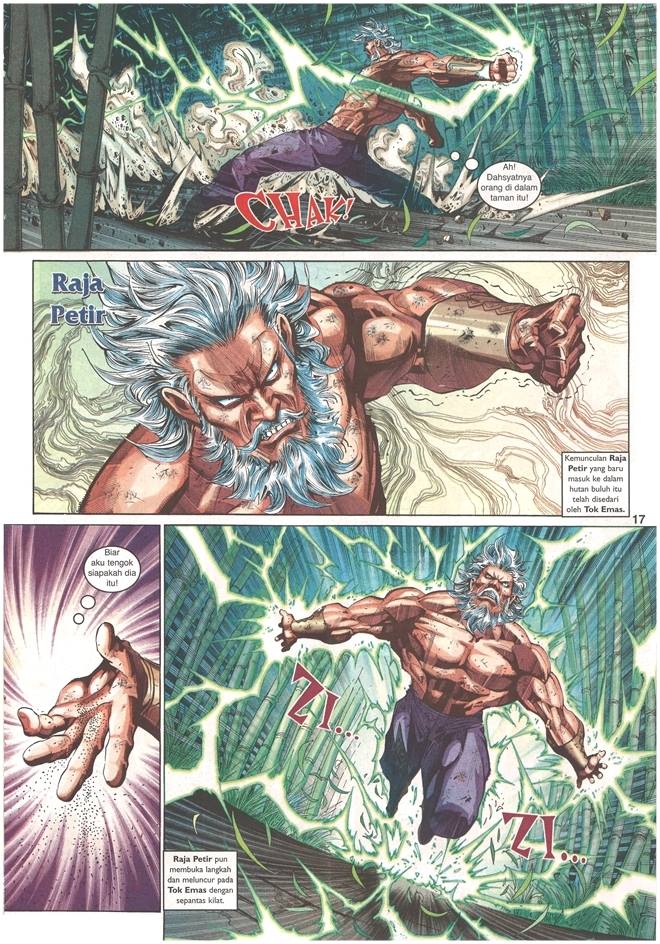 Ah!
Dahsyatnya
orang di dalam
taman itu!
CHAK!
Raja
Petir
Kemunculan Raja
Petir yang baru
masuk ke dalam
hutan buluh itu
telah disedari
oleh Tok Emas.
17
Biar
aku tengok
siapakah dia
itu!
ZI...
ZI...
Raja Petir pun
membuka langkah
dan meluncur pada
Tok Emas dengan
sepantas kilat.